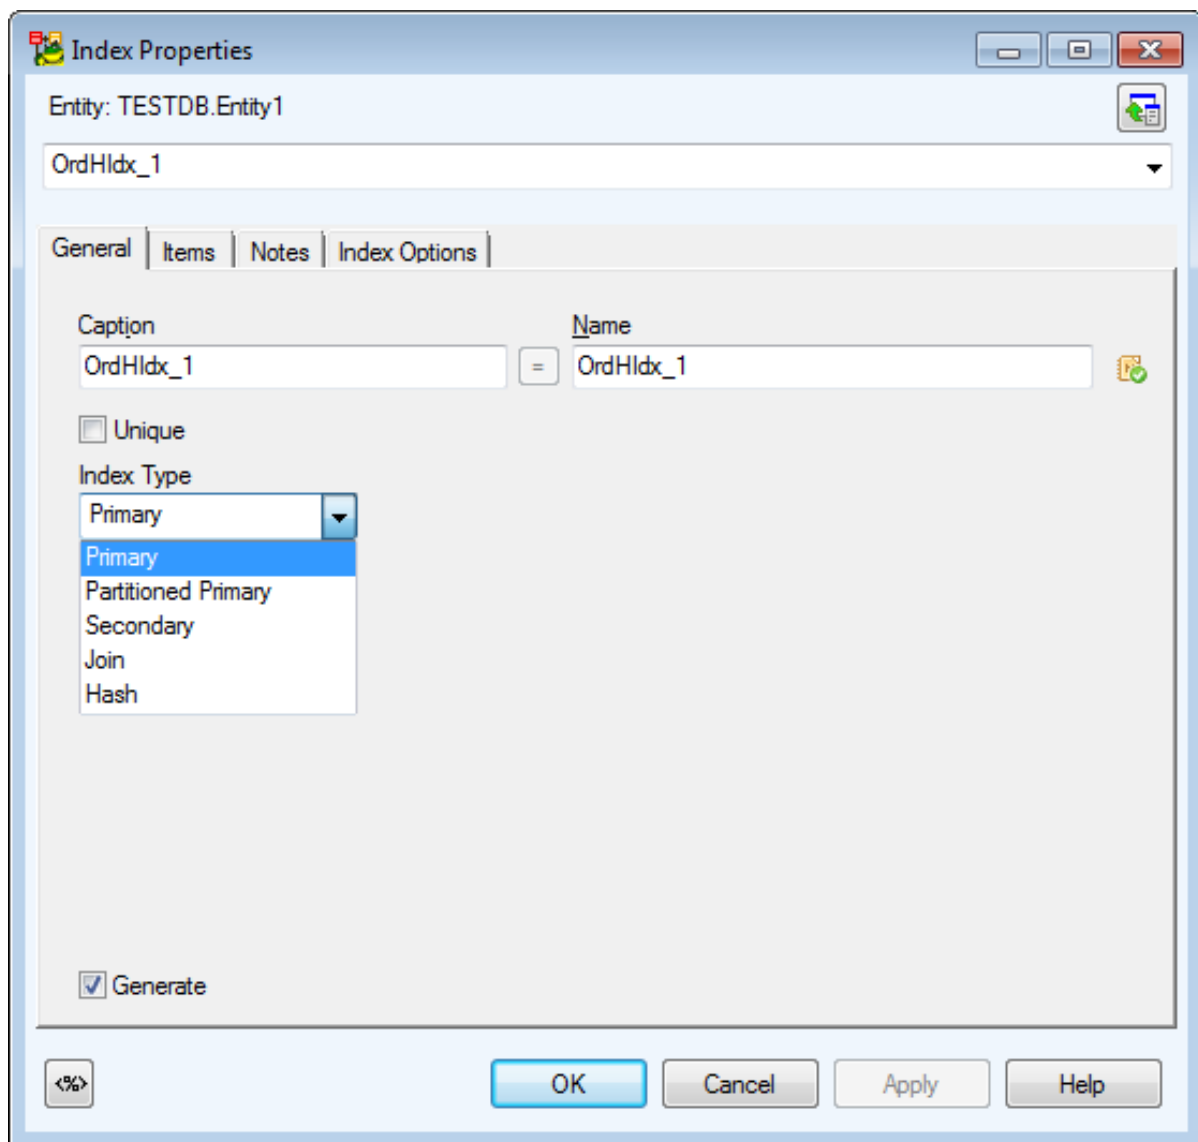 Index Properties
Entity: TESTDB.Entity1
OrdHIdx_1
General Items Notes Index Options
Caption Name
OrdHIdx_1 = OrdHIdx_1
Unique
Index Type
Primary
Primary
Partitioned Primary
Secondary
Join
Hash
Generate
<%> OK Cancel Apply Help